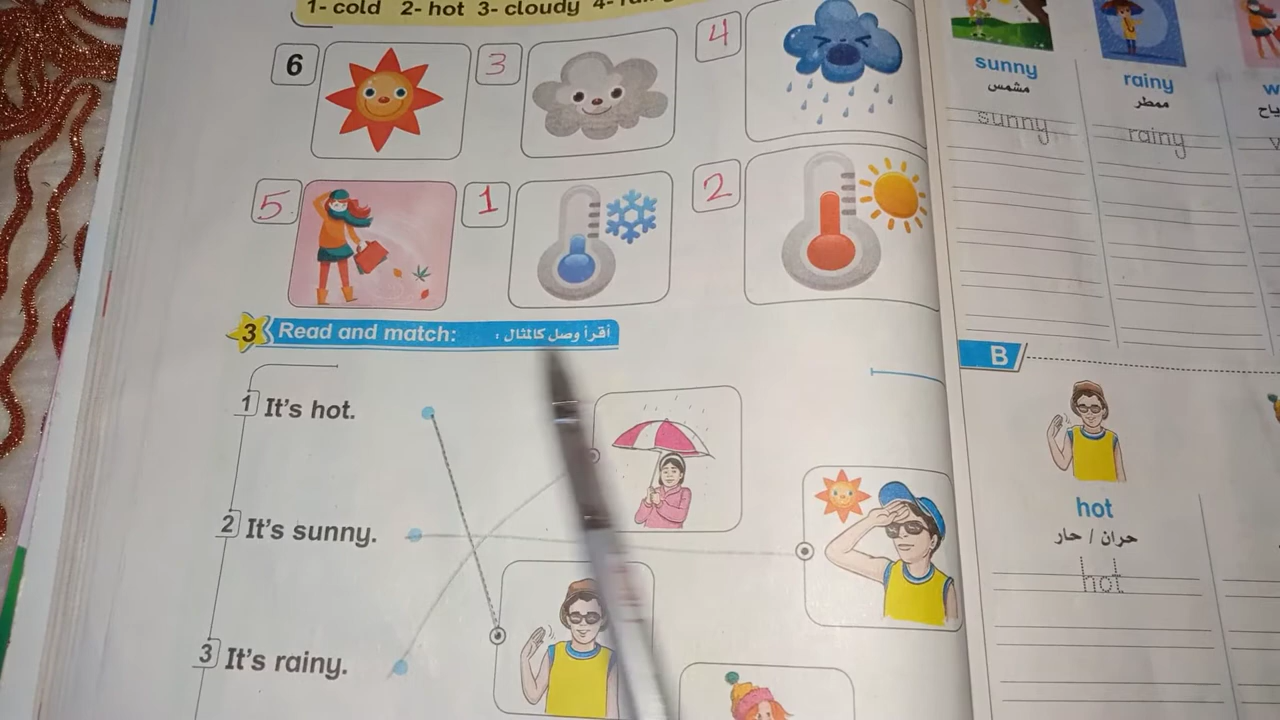 1- cold 2- hot 3- cloudy 4-
6
3
4
5
1
2
3 Read and match: أقرأ وصل كالمثال :
1 It's hot.
2 It's sunny.
3 It's rainy.
sunny
مشمس
sunny
rainy
ممطر
rainy
B
hot
حران / حار
hot